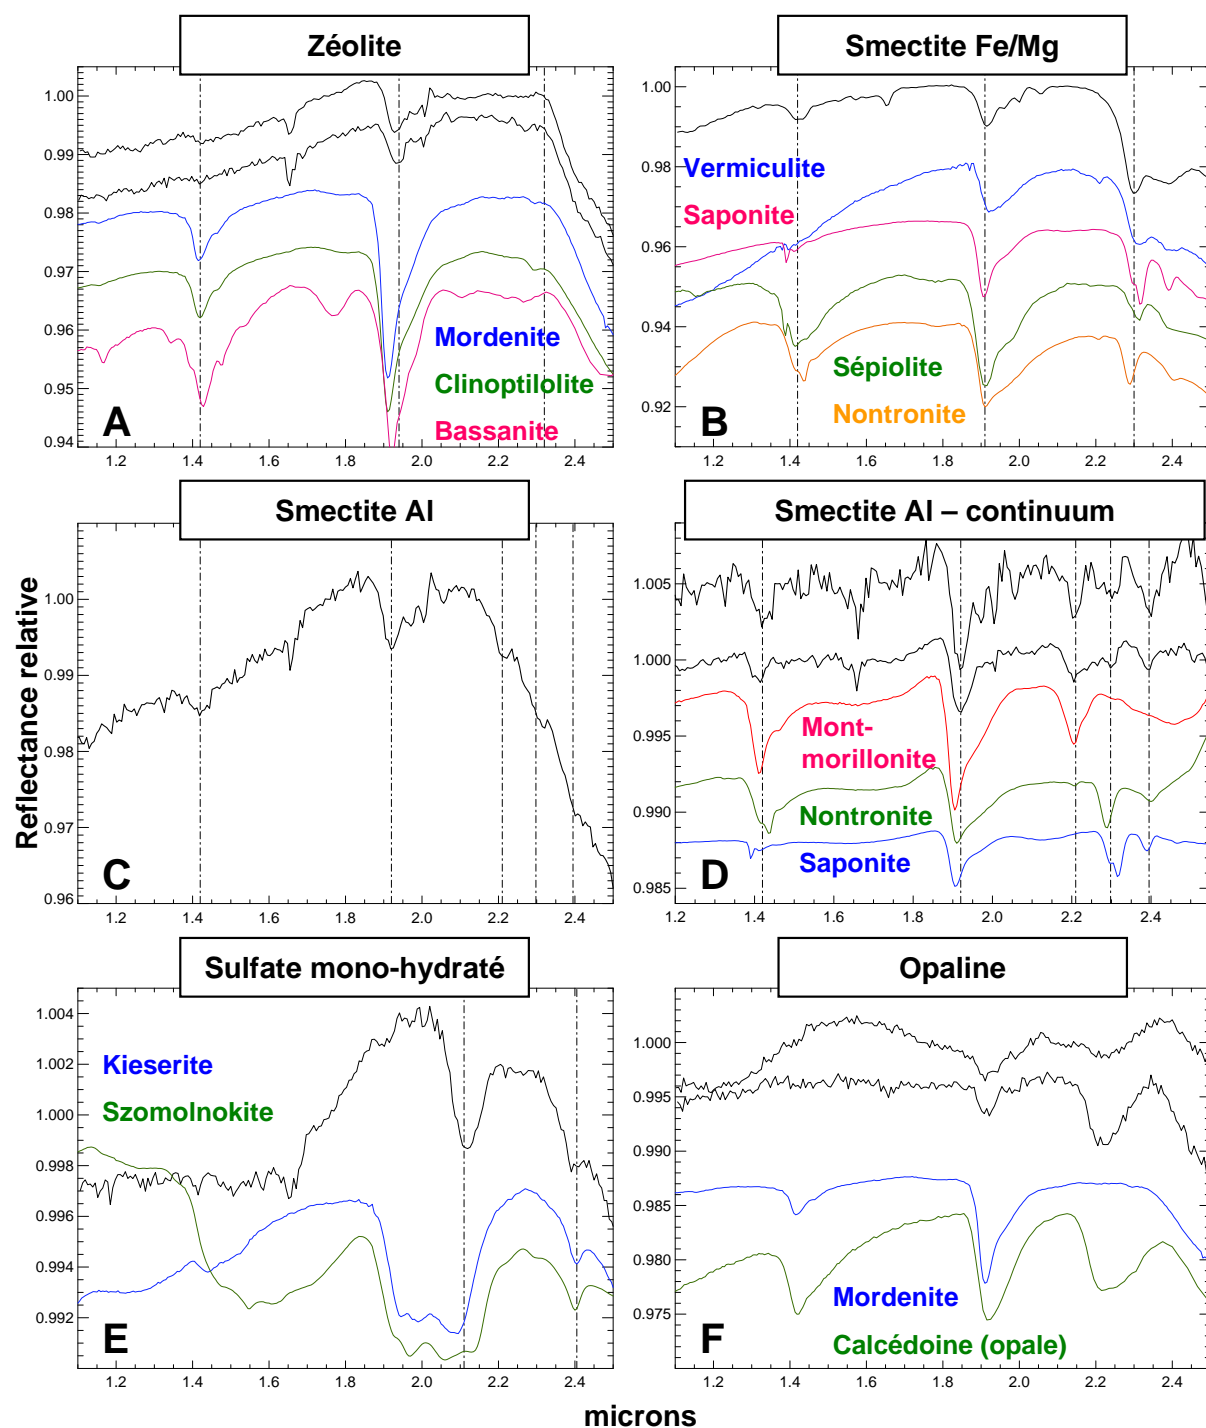 Zéolite
1.00
0.99
0.98
0.97
0.96
0.95
0.94
Mordenite
Clinoptilolite
Bassanite
A
1.2 1.4 1.6 1.8 2.0 2.2 2.4
Smectite Fe/Mg
1.00
0.98
0.96
0.94
0.92
Vermiculite
Saponite
Sépiolite
Nontronite
B
1.2 1.4 1.6 1.8 2.0 2.2 2.4
Smectite Al
1.00
0.99
0.98
0.97
0.96
C
1.2 1.4 1.6 1.8 2.0 2.2 2.4
Reflectance relative
Smectite Al – continuum
1.005
1.000
0.995
0.990
0.985
Mont-
morillonite
Nontronite
Saponite
D
1.2 1.4 1.6 1.8 2.0 2.2 2.4
Sulfate mono-hydraté
1.004
1.002
1.000
0.998
0.996
0.994
0.992
Kieserite
Szomolnokite
E
1.2 1.4 1.6 1.8 2.0 2.2 2.4
Opaline
1.000
0.995
0.990
0.985
0.980
0.975
Mordenite
Calcédoine (opale)
F
1.2 1.4 1.6 1.8 2.0 2.2 2.4
microns